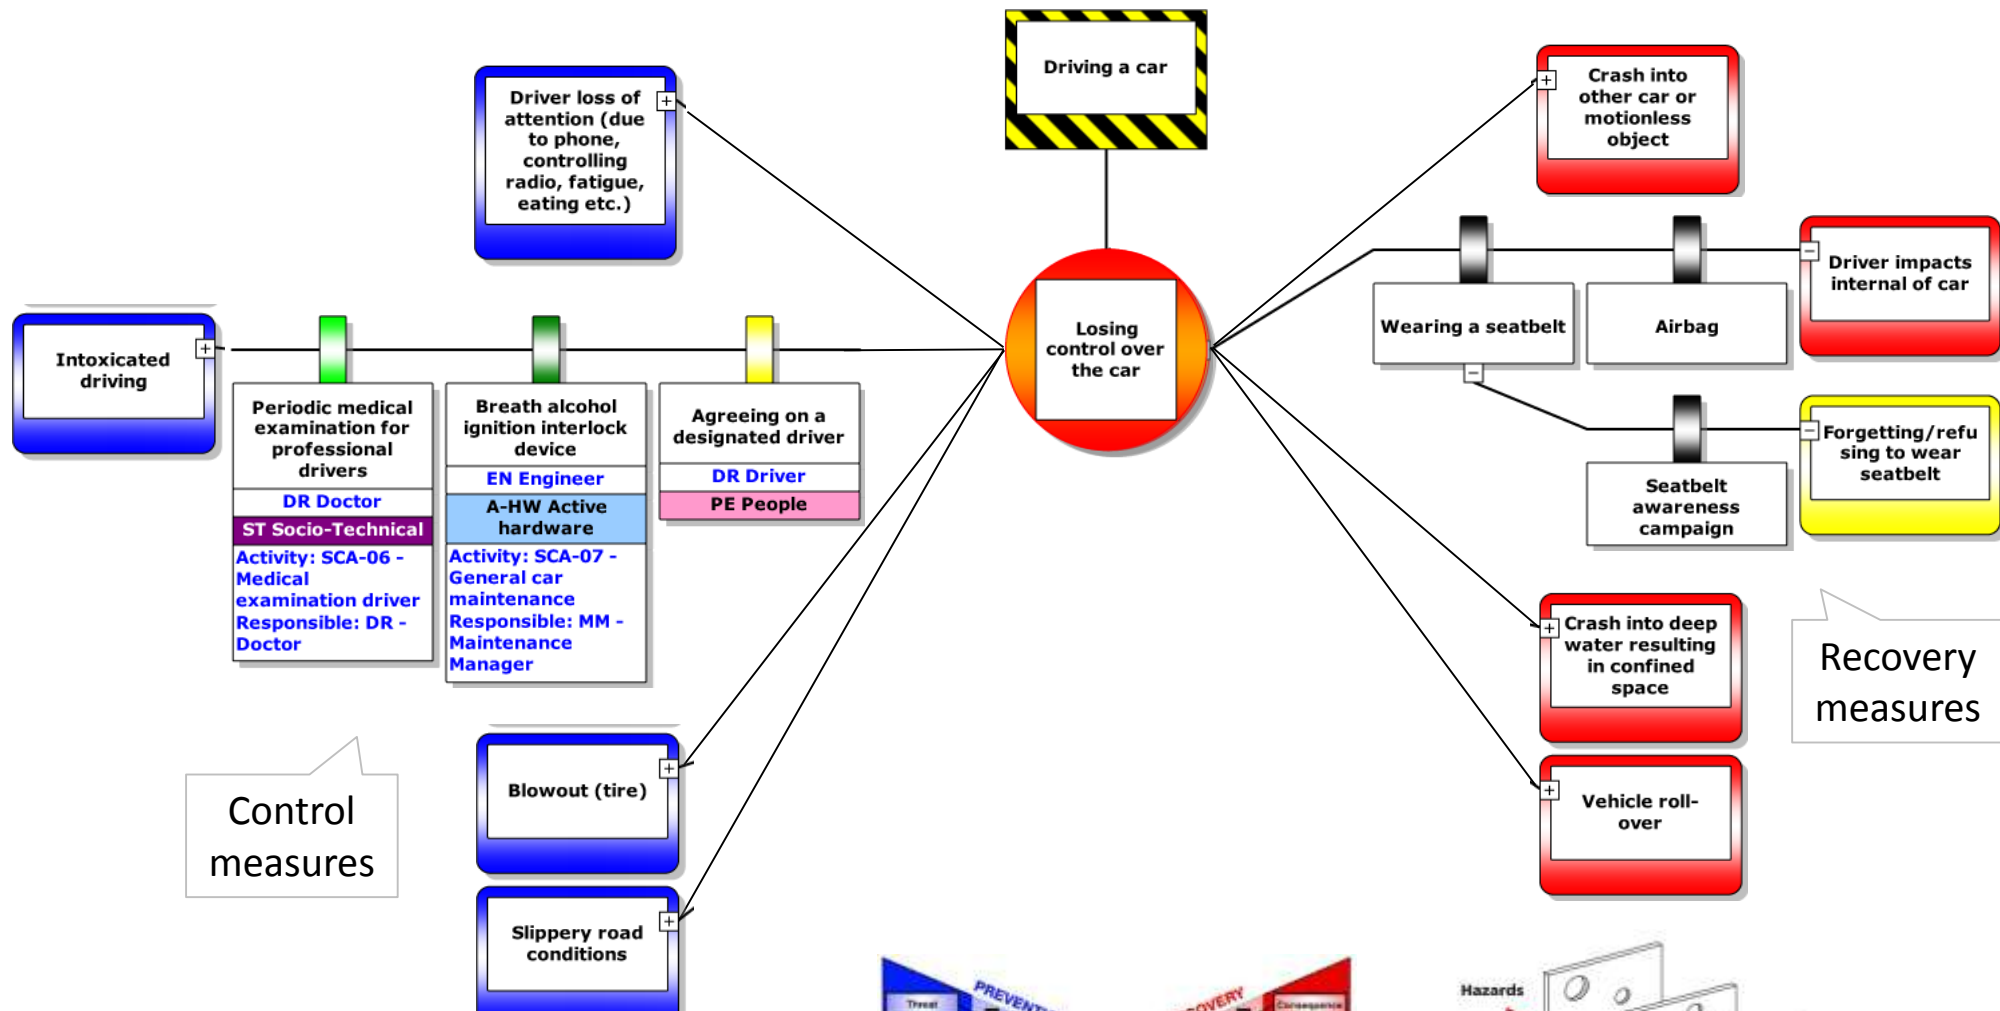 Driving a car
Driver loss of
attention (due
to phone,
controlling
radio, fatigue,
eating etc.)
Crash into
other car or
motionless
object
Driver impacts
internal of car
Wearing a seatbelt
Airbag
Losing
control over
the car
Intoxicated
driving
Periodic medical
examination for
professional
drivers
DR Doctor
ST Socio-Technical
Activity: SCA-06 -
Medical
examination driver
Responsible: DR -
Doctor
Breath alcohol
ignition interlock
device
EN Engineer
A-HW Active
hardware
Activity: SCA-07 -
General car
maintenance
Responsible: MM -
Maintenance
Manager
Agreeing on a
designated driver
DR Driver
PE People
Forgetting/refu
sing to wear
seatbelt
Seatbelt
awareness
campaign
Crash into deep
water resulting
in confined
space
Recovery
measures
Vehicle roll-
over
Control
measures
Blowout (tire)
Slippery road
conditions
Threat
PREVENT
OVERY
Consequence
Hazards